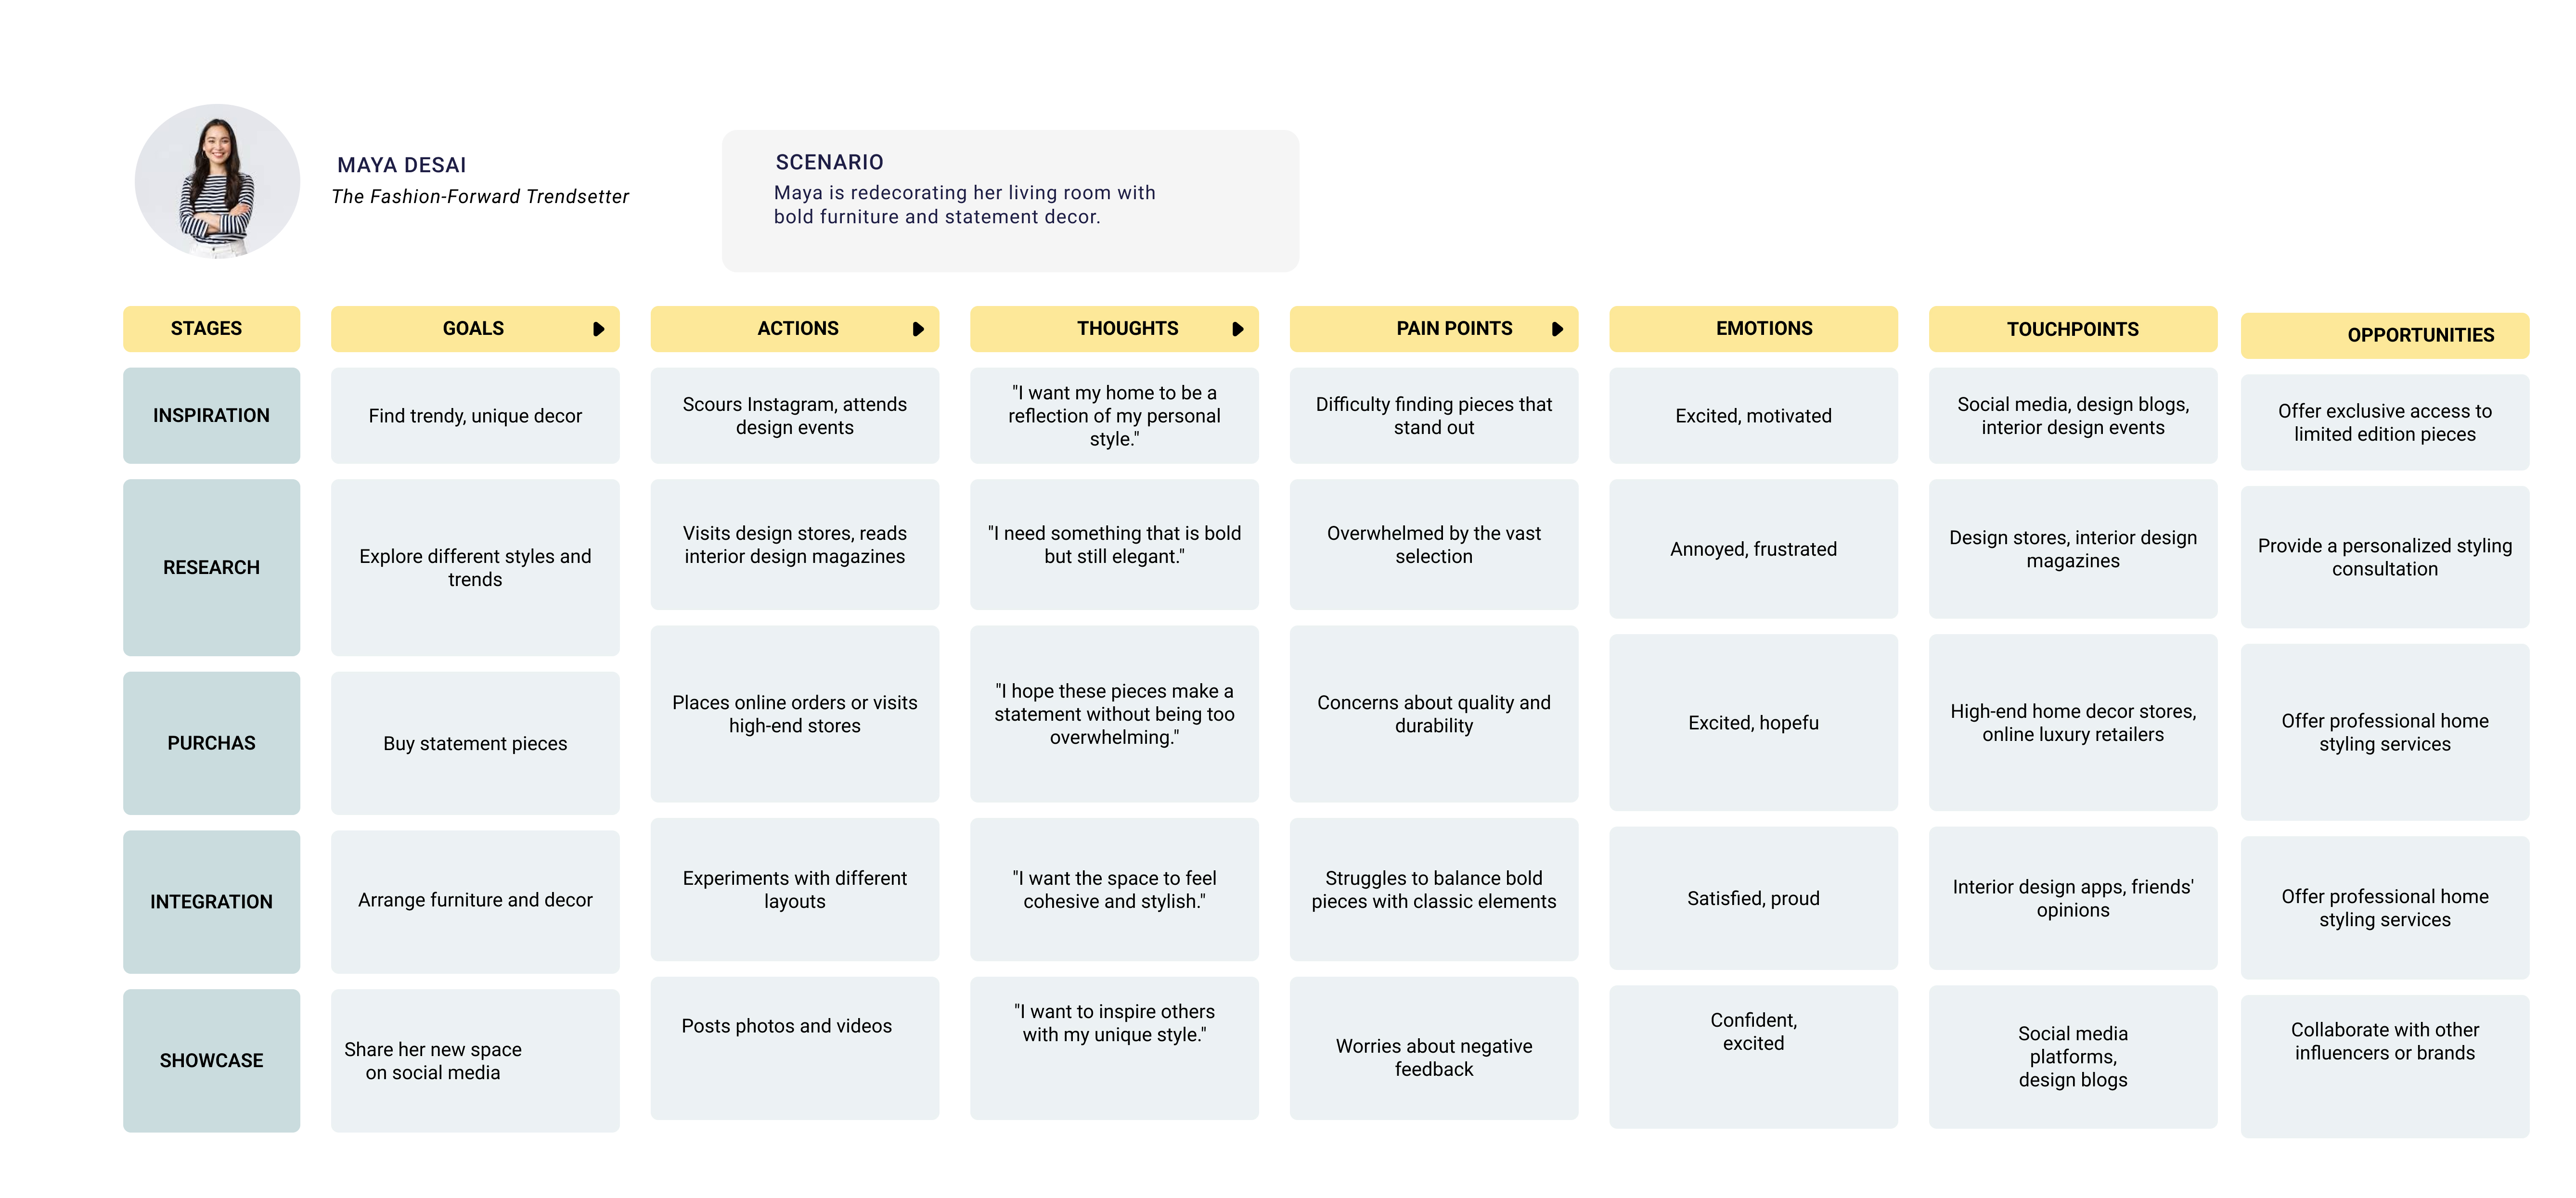 MAYA DESAI
The Fashion-Forward Trendsetter
SCENARIO
Maya is redecorating her living room with
bold furniture and statement decor.
STAGES
GOALS
ACTIONS
THOUGHTS
PAIN POINTS
EMOTIONS
TOUCHPOINTS
OPPORTUNITIES
INSPIRATION
Find trendy, unique decor
Scours Instagram, attends
design events
"I want my home to be a
reflection of my personal
style."
Difficulty finding pieces that
stand out
Excited, motivated
Social media, design blogs,
interior design events
Offer exclusive access to
limited edition pieces
RESEARCH
Explore different styles and
trends
Visits design stores, reads
interior design magazines
"I need something that is bold
but still elegant."
Overwhelmed by the vast
selection
Annoyed, frustrated
Design stores, interior design
magazines
Provide a personalized styling
consultation
PURCHAS
Buy statement pieces
Places online orders or visits
high-end stores
"I hope these pieces make a
statement without being too
overwhelming."
Concerns about quality and
durability
Excited, hopefu
High-end home decor stores,
online luxury retailers
Offer professional home
styling services
INTEGRATION
Arrange furniture and decor
Experiments with different
layouts
"I want the space to feel
cohesive and stylish."
Struggles to balance bold
pieces with classic elements
Satisfied, proud
Interior design apps, friends'
opinions
Offer professional home
styling services
SHOWCASE
Share her new space
on social media
Posts photos and videos
"I want to inspire others
with my unique style."
Worries about negative
feedback
Confident,
excited
Social media
platforms,
design blogs
Collaborate with other
influencers or brands